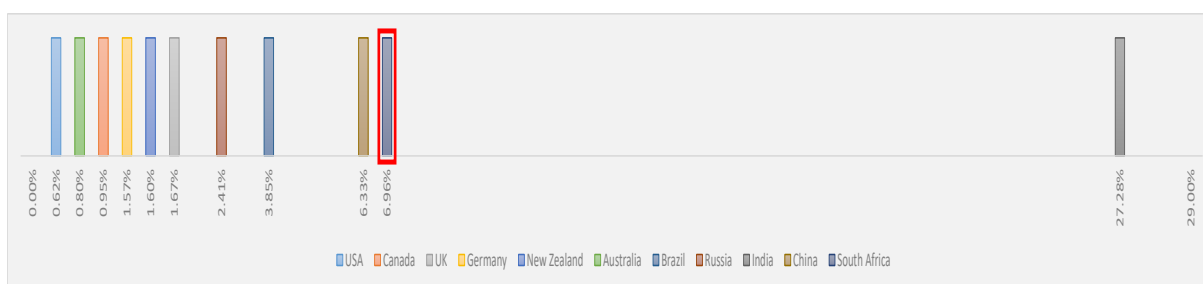 0.00% 0.62% 0.80% 0.95% 1.57% 1.60% 1.67% 2.41% 3.85% 6.33% 6.96% 27.28% 29.00%
USA Canada UK Germany New Zealand Australia Brazil Russia India China South Africa